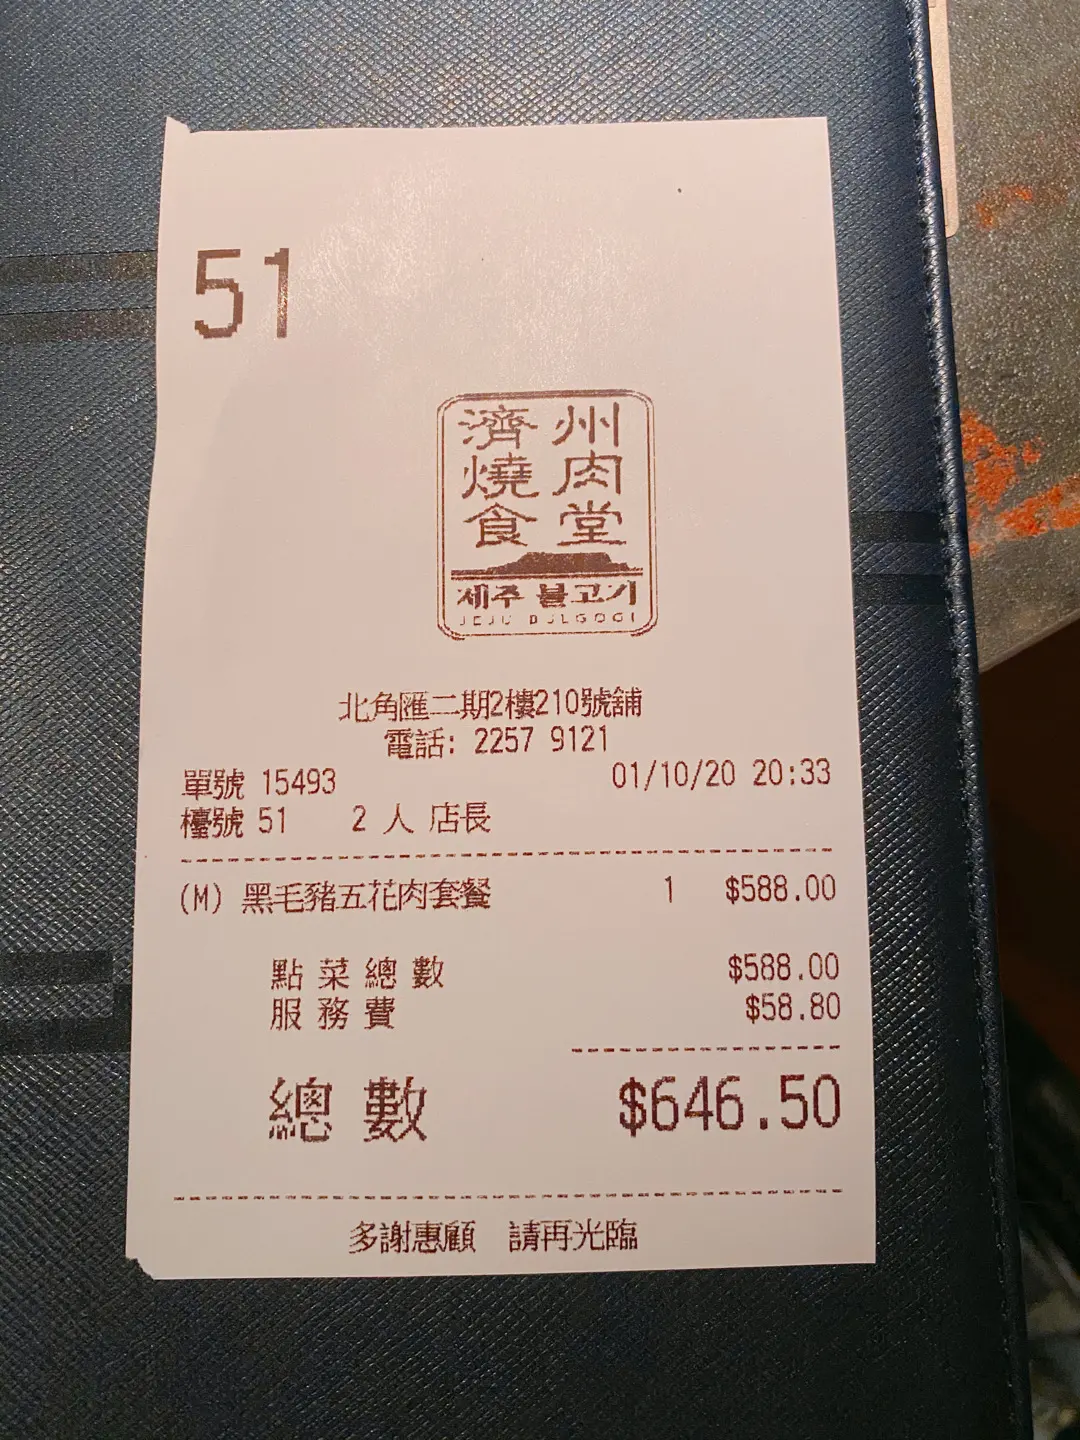 51
濟州
燒肉
食堂
제주 불고기
JEJU BULGOGI
北角匯二期2樓210號舖
電話: 2257 9121
單號 15493 01/10/20 20:33
檯號 51 2 人 店長
(M) 黑毛豬五花肉套餐 1 $588.00
點 菜 總 數 $588.00
服 務 費 $58.80
總 數 $646.50
多謝惠顧 請再光臨